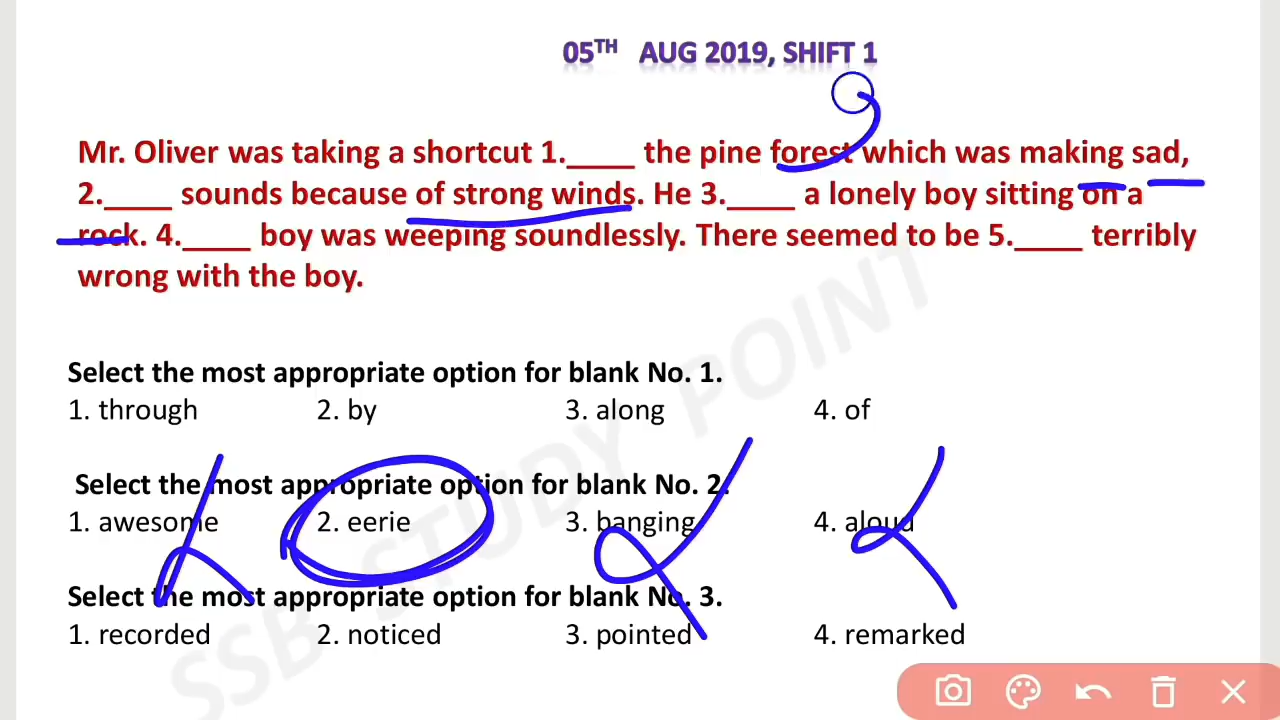 05TH AUG 2019, SHIFT 1
Mr. Oliver was taking a shortcut 1.____ the pine forest which was making sad,
2.____ sounds because of strong winds. He 3.____ a lonely boy sitting on a
rock. 4.____ boy was weeping soundlessly. There seemed to be 5.____ terribly
wrong with the boy.
Select the most appropriate option for blank No. 1.
1. through 2. by 3. along 4. of
Select the most appropriate option for blank No. 2.
1. awesome 2. eerie 3. banging 4. aloud
Select the most appropriate option for blank No. 3.
1. recorded 2. noticed 3. pointed 4. remarked
SSB STUDY POINT